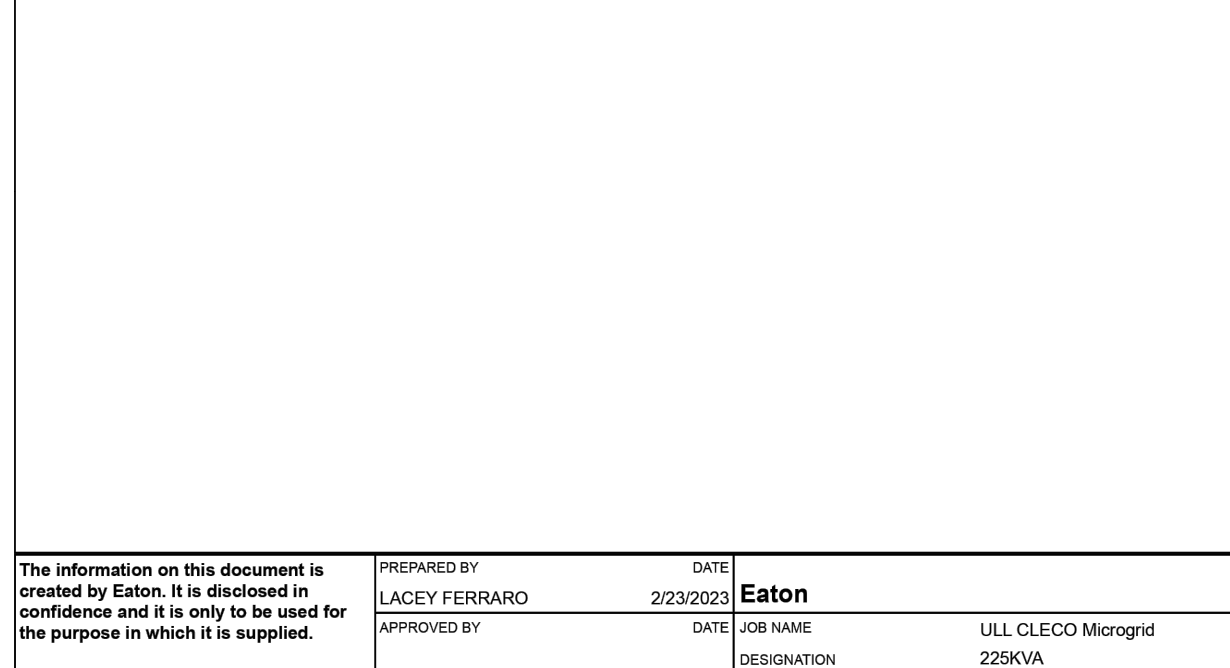 The information on this document is
created by Eaton. It is disclosed in
confidence and it is only to be used for
the purpose in which it is supplied.
PREPARED BY DATE
LACEY FERRARO 2/23/2023
APPROVED BY DATE
Eaton
JOB NAME ULL CLECO Microgrid
DESIGNATION 225KVA